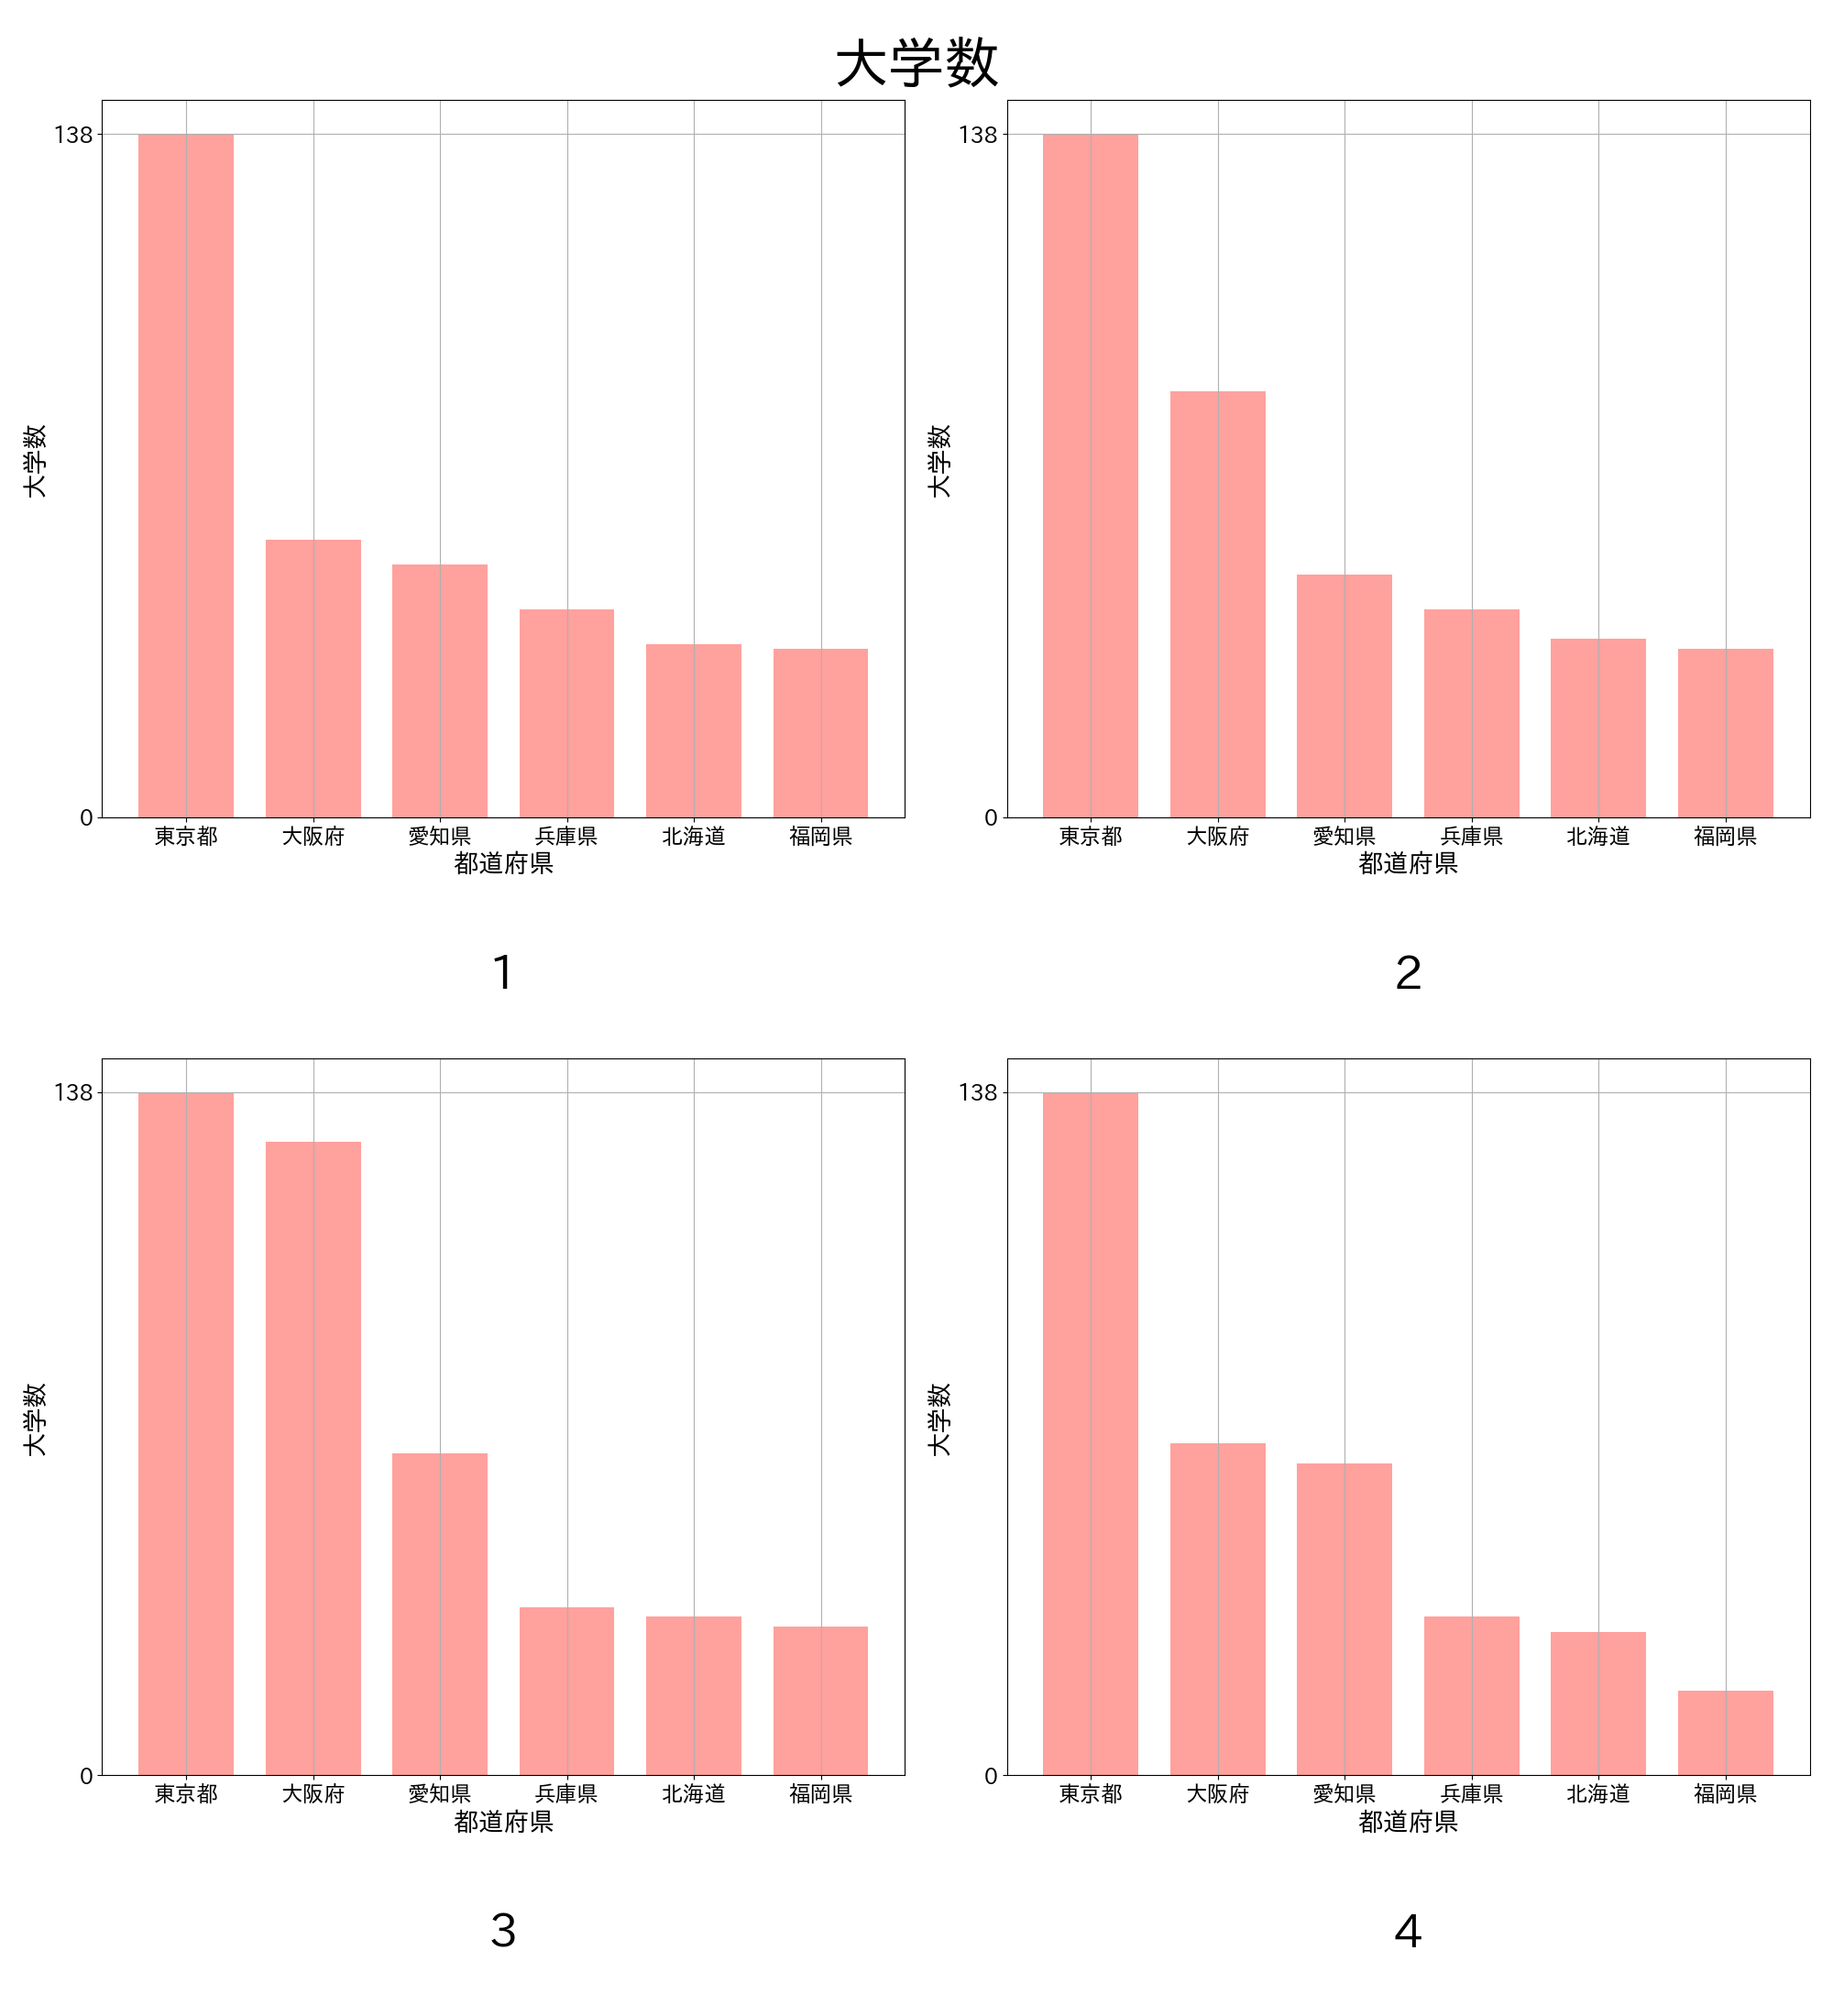 大学数
138
0
大学数
東京都 大阪府 愛知県 兵庫県 北海道 福岡県
都道府県
1
138
0
大学数
東京都 大阪府 愛知県 兵庫県 北海道 福岡県
都道府県
2
138
0
大学数
東京都 大阪府 愛知県 兵庫県 北海道 福岡県
都道府県
3
138
0
大学数
東京都 大阪府 愛知県 兵庫県 北海道 福岡県
都道府県
4